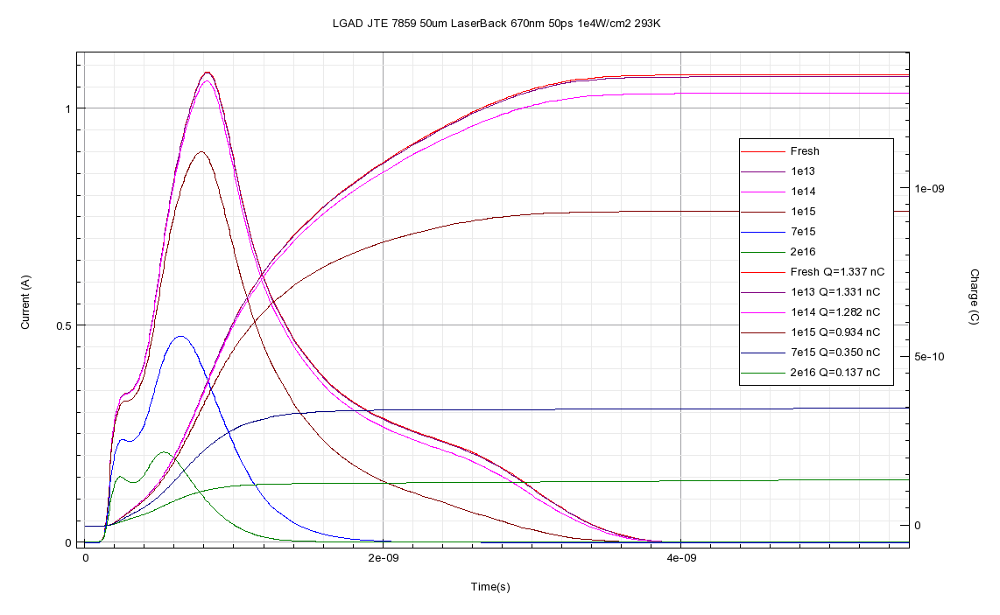 LGAD JTE 7859 50um LaserBack 670nm 50ps 1e4W/cm2 293K
1
0.5
0
Current (A)
0
2e-09
4e-09
Time(s)
1e-09
5e-10
0
Charge (C)
Fresh
1e13
1e14
1e15
7e15
2e16
Fresh Q=1.337 nC
1e13 Q=1.331 nC
1e14 Q=1.282 nC
1e15 Q=0.934 nC
7e15 Q=0.350 nC
2e16 Q=0.137 nC